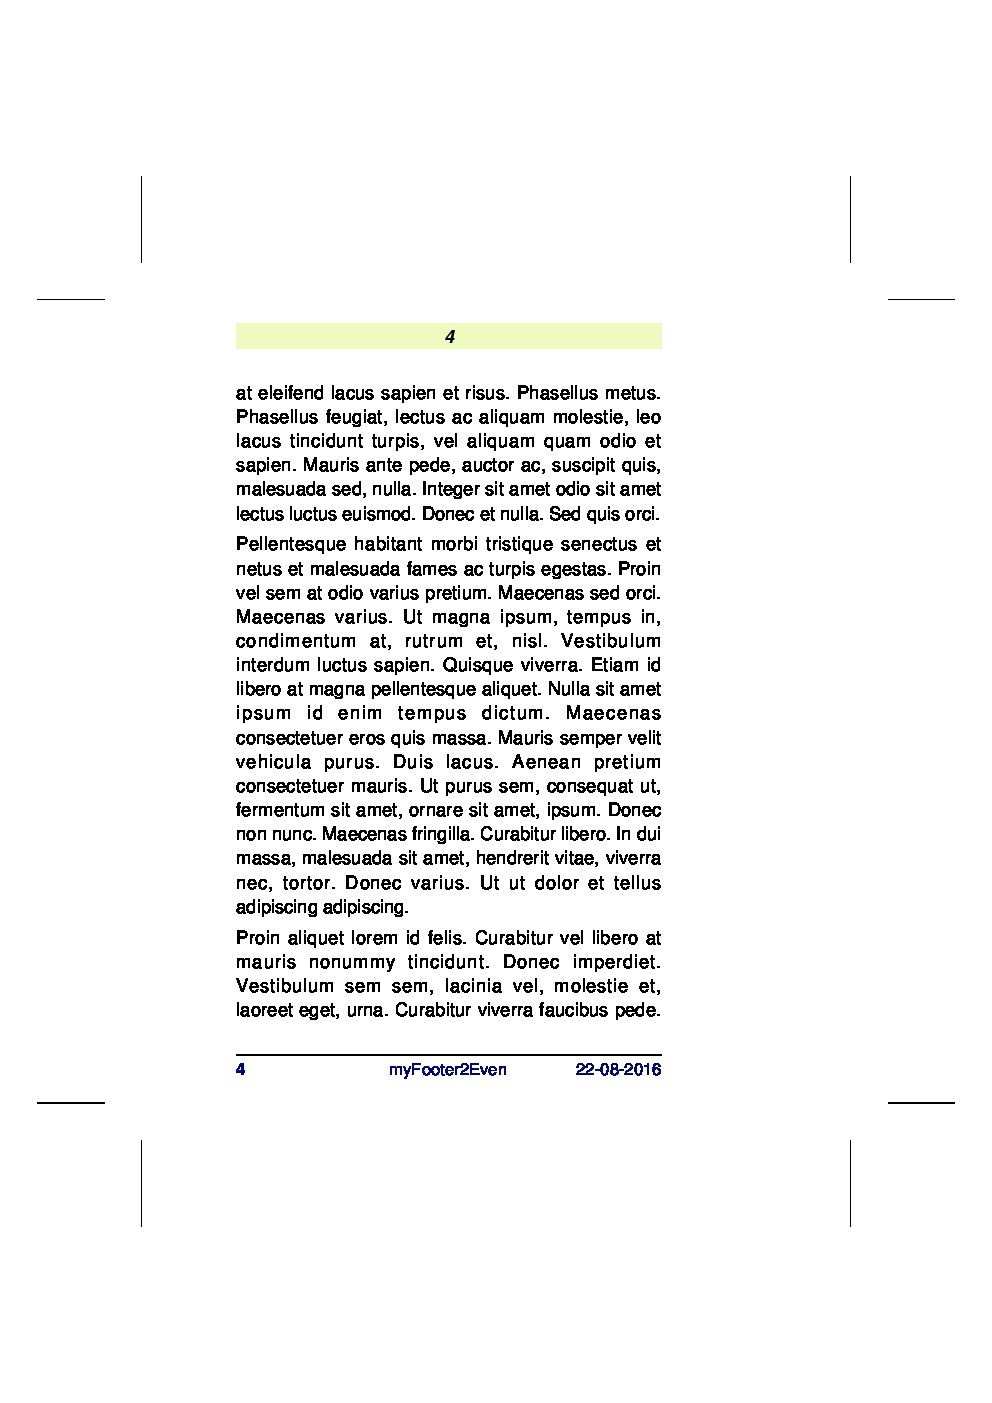 4
at eleifend lacus sapien et risus. Phasellus metus.
Phasellus feugiat, lectus ac aliquam molestie, leo
lacus tincidunt turpis, vel aliquam quam odio et
sapien. Mauris ante pede, auctor ac, suscipit quis,
malesuada sed, nulla. Integer sit amet odio sit amet
lectus luctus euismod. Donec et nulla. Sed quis orci.
Pellentesque habitant morbi tristique senectus et
netus et malesuada fames ac turpis egestas. Proin
vel sem at odio varius pretium. Maecenas sed orci.
Maecenas varius. Ut magna ipsum, tempus in,
condimentum at, rutrum et, nisl. Vestibulum
interdum luctus sapien. Quisque viverra. Etiam id
libero at magna pellentesque aliquet. Nulla sit amet
ipsum id enim tempus dictum. Maecenas
consectetuer eros quis massa. Mauris semper velit
vehicula purus. Duis lacus. Aenean pretium
consectetuer mauris. Ut purus sem, consequat ut,
fermentum sit amet, ornare sit amet, ipsum. Donec
non nunc. Maecenas fringilla. Curabitur libero. In dui
massa, malesuada sit amet, hendrerit vitae, viverra
nec, tortor. Donec varius. Ut ut dolor et tellus
adipiscing adipiscing.
Proin aliquet lorem id felis. Curabitur vel libero at
mauris nonummy tincidunt. Donec imperdiet.
Vestibulum sem sem, lacinia vel, molestie et,
laoreet eget, urna. Curabitur viverra faucibus pede.
4 myFooter2Even 22-08-2016